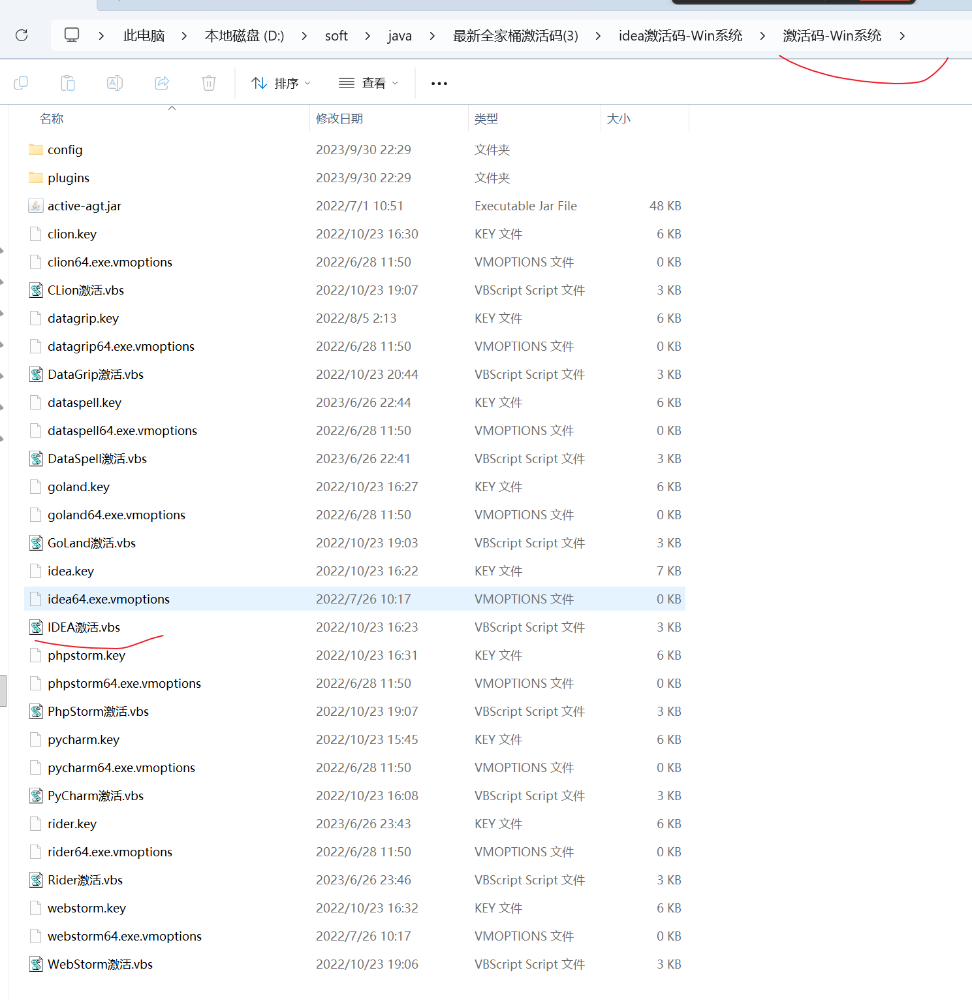 此电脑 本地磁盘 (D:) soft java 最新全家桶激活码(3) idea激活码-Win系统 激活码-Win系统
排序 查看
名称 修改日期 类型 大小
config 2023/9/30 22:29 文件夹
plugins 2023/9/30 22:29 文件夹
active-agt.jar 2022/7/1 10:51 Executable Jar File 48 KB
clion.key 2022/10/23 16:30 KEY 文件 6 KB
clion64.exe.vmoptions 2022/6/28 11:50 VMOPTIONS 文件 0 KB
CLion激活.vbs 2022/10/23 19:07 VBScript Script 文件 3 KB
datagrip.key 2022/8/5 2:13 KEY 文件 6 KB
datagrip64.exe.vmoptions 2022/6/28 11:50 VMOPTIONS 文件 0 KB
DataGrip激活.vbs 2022/10/23 20:44 VBScript Script 文件 3 KB
dataspell.key 2023/6/26 22:44 KEY 文件 6 KB
dataspell64.exe.vmoptions 2022/6/28 11:50 VMOPTIONS 文件 0 KB
DataSpell激活.vbs 2023/6/26 22:41 VBScript Script 文件 3 KB
goland.key 2022/10/23 16:27 KEY 文件 6 KB
goland64.exe.vmoptions 2022/6/28 11:50 VMOPTIONS 文件 0 KB
GoLand激活.vbs 2022/10/23 19:03 VBScript Script 文件 3 KB
idea.key 2022/10/23 16:22 KEY 文件 7 KB
idea64.exe.vmoptions 2022/7/26 10:17 VMOPTIONS 文件 0 KB
IDEA激活.vbs 2022/10/23 16:23 VBScript Script 文件 3 KB
phpstorm.key 2022/10/23 16:31 KEY 文件 6 KB
phpstorm64.exe.vmoptions 2022/6/28 11:50 VMOPTIONS 文件 0 KB
PhpStorm激活.vbs 2022/10/23 19:07 VBScript Script 文件 3 KB
pycharm.key 2022/10/23 15:45 KEY 文件 6 KB
pycharm64.exe.vmoptions 2022/6/28 11:50 VMOPTIONS 文件 0 KB
PyCharm激活.vbs 2022/10/23 16:08 VBScript Script 文件 3 KB
rider.key 2023/6/26 23:43 KEY 文件 6 KB
rider64.exe.vmoptions 2022/6/28 11:50 VMOPTIONS 文件 0 KB
Rider激活.vbs 2023/6/26 23:46 VBScript Script 文件 3 KB
webstorm.key 2022/10/23 16:32 KEY 文件 6 KB
webstorm64.exe.vmoptions 2022/7/26 10:17 VMOPTIONS 文件 0 KB
WebStorm激活.vbs 2022/10/23 19:06 VBScript Script 文件 3 KB